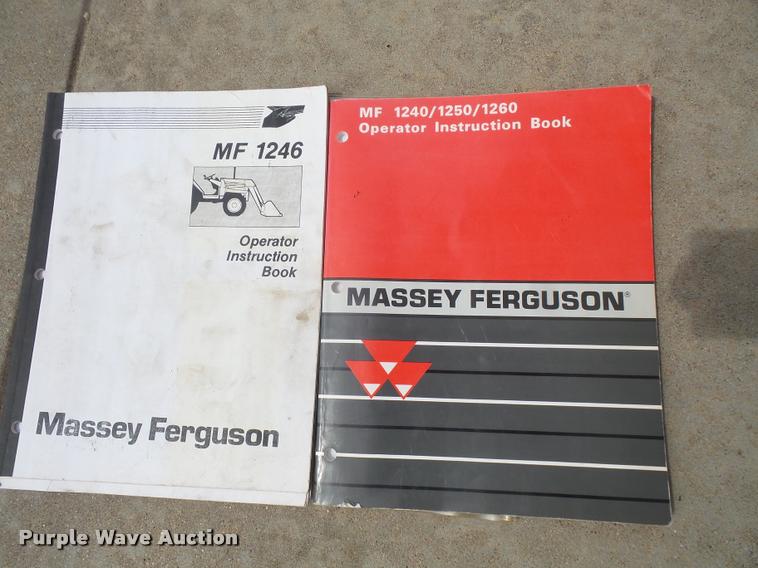 MF 1246
Operator
Instruction
Book
Massey Ferguson
MF 1240/1250/1260
Operator Instruction Book
MASSEY FERGUSON®
Purple Wave Auction